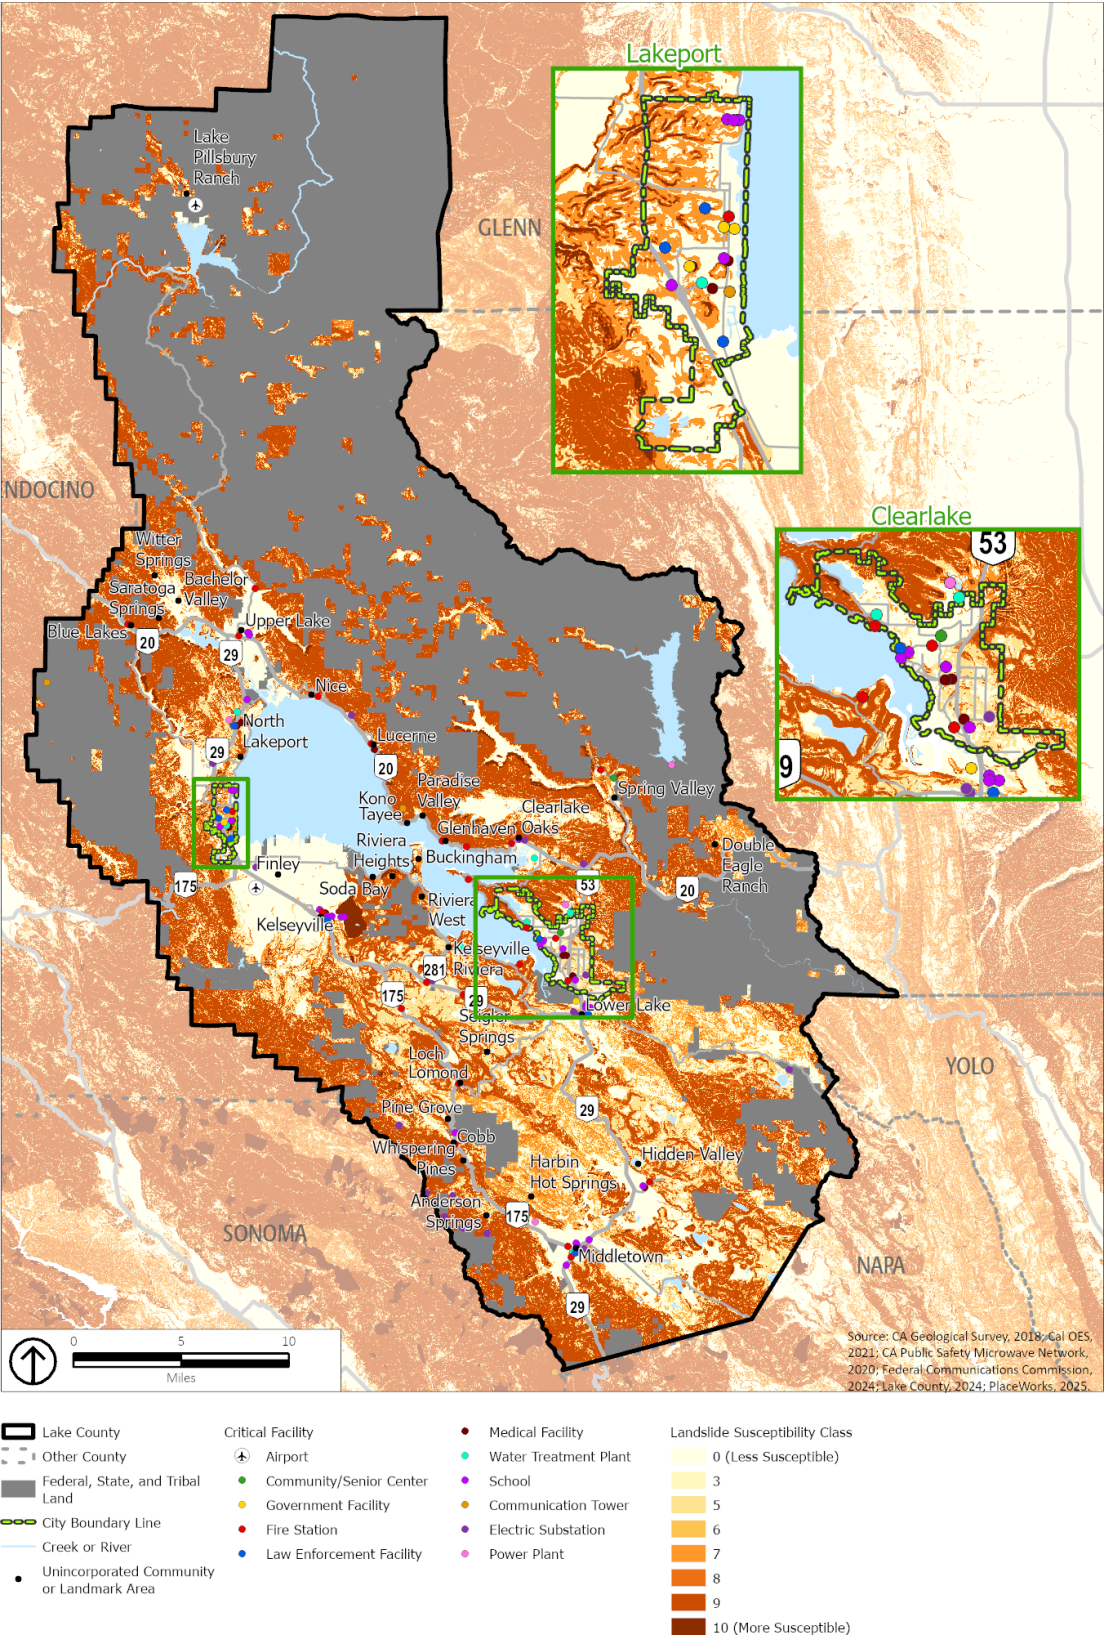 Lakeport
Lake
Pillsbury
Ranch
GLENN
ENDOCINO
Clearlake
53
9
Witter
Springs
Bachelor
Valley
Saratoga
Springs
Blue Lakes
20
Upper Lake
29
Nice
North
Lakeport
29
Lucerne
20
Paradise
Valley
Kono
Tayee
Clearlake
Oaks
Spring Valley
Glenhaven
Riviera
Heights
Buckingham
Double
Eagle
Ranch
Finley
175
Soda Bay
53
20
Riviera
West
Kelseyville
Kelseyville
Riviera
281
175
29
Lower Lake
Seigler
Springs
Loch
Lomond
YOLO
Pine Grove
29
Cobb
Whispering
Pines
Hidden Valley
Harbin
Hot Springs
Anderson
Springs
175
SONOMA
Middletown
NAPA
29
0 5 10
Miles
Source: CA Geological Survey, 2018; Cal OES,
2021; CA Public Safety Microwave Network,
2020; Federal Communications Commission,
2024; Lake County, 2024; PlaceWorks, 2025.
Lake County
Other County
Federal, State, and Tribal
Land
City Boundary Line
Creek or River
Unincorporated Community
or Landmark Area
Critical Facility
Airport
Community/Senior Center
Government Facility
Fire Station
Law Enforcement Facility
Medical Facility
Water Treatment Plant
School
Communication Tower
Electric Substation
Power Plant
Landslide Susceptibility Class
0 (Less Susceptible)
3
5
6
7
8
9
10 (More Susceptible)